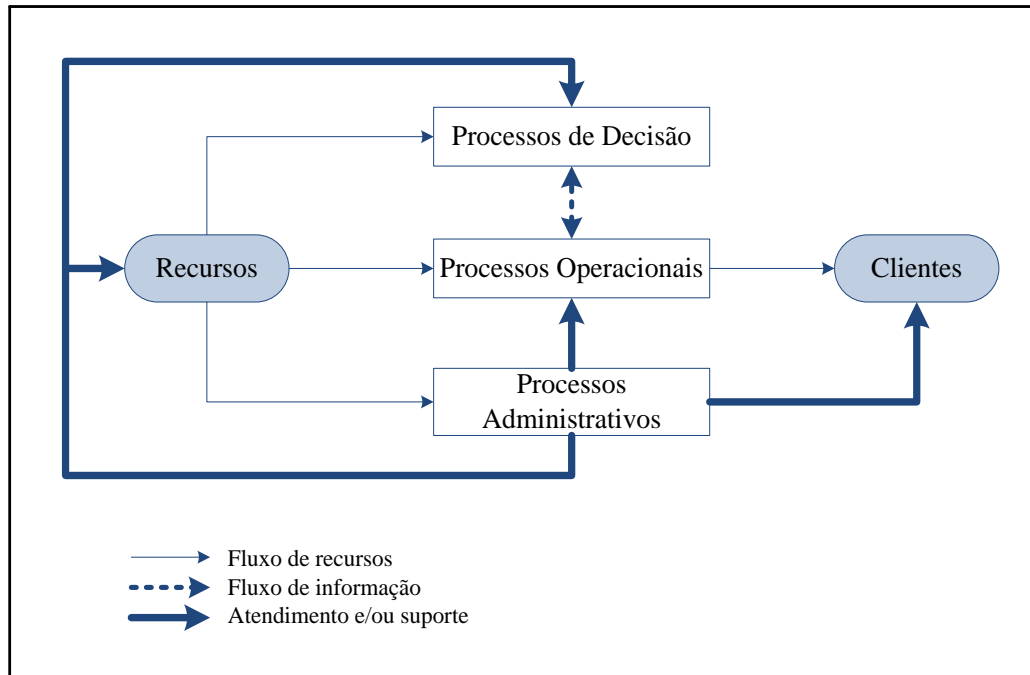 Processos de Decisão
Recursos
Processos Operacionais
Clientes
Processos
Administrativos
Fluxo de recursos
Fluxo de informação
Atendimento e/ou suporte